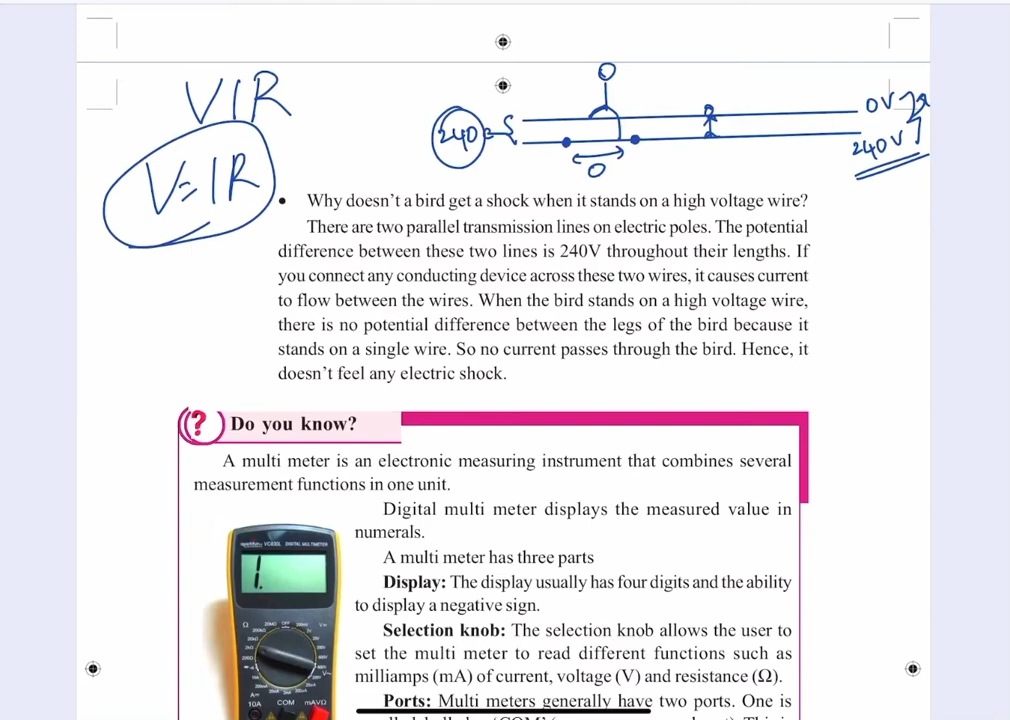 VIR
V=IR
240
0V
240V
0
• Why doesn't a bird get a shock when it stands on a high voltage wire?
There are two parallel transmission lines on electric poles. The potential
difference between these two lines is 240V throughout their lengths. If
you connect any conducting device across these two wires, it causes current
to flow between the wires. When the bird stands on a high voltage wire,
there is no potential difference between the legs of the bird because it
stands on a single wire. So no current passes through the bird. Hence, it
doesn't feel any electric shock.
? Do you know?
A multi meter is an electronic measuring instrument that combines several
measurement functions in one unit.
Digital multi meter displays the measured value in
numerals.
A multi meter has three parts
Display: The display usually has four digits and the ability
to display a negative sign.
Selection knob: The selection knob allows the user to
set the multi meter to read different functions such as
milliamps (mA) of current, voltage (V) and resistance (Ω).
Ports: Multi meters generally have two ports. One is
DIGITAL MULTIMETER
1.
OFF
10A COM mAVΩ